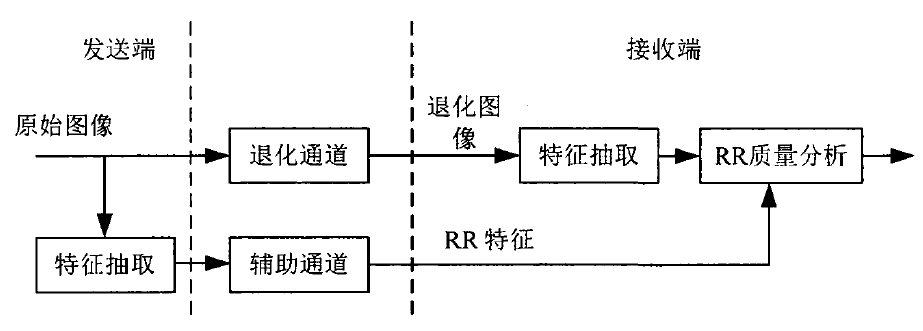 发送端
接收端
原始图像
退化图
像
退化通道
特征抽取
RR质量分析
特征抽取
辅助通道
RR 特征